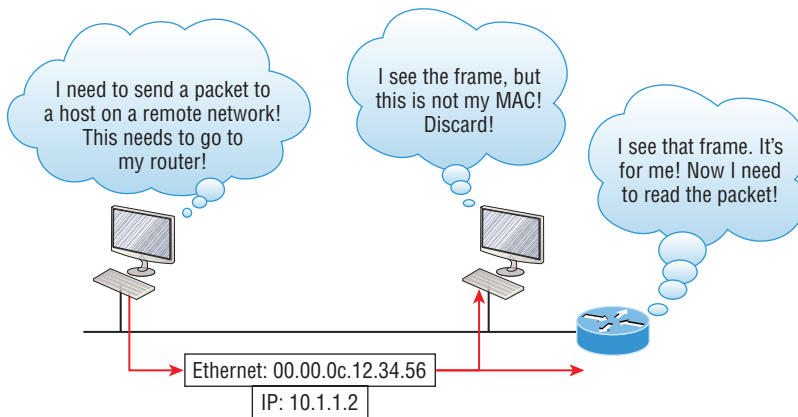 I need to send a packet to
a host on a remote network!
This needs to go to
my router!
I see the frame, but
this is not my MAC!
Discard!
I see that frame. It's
for me! Now I need
to read the packet!
Ethernet: 00.00.0c.12.34.56
IP: 10.1.1.2